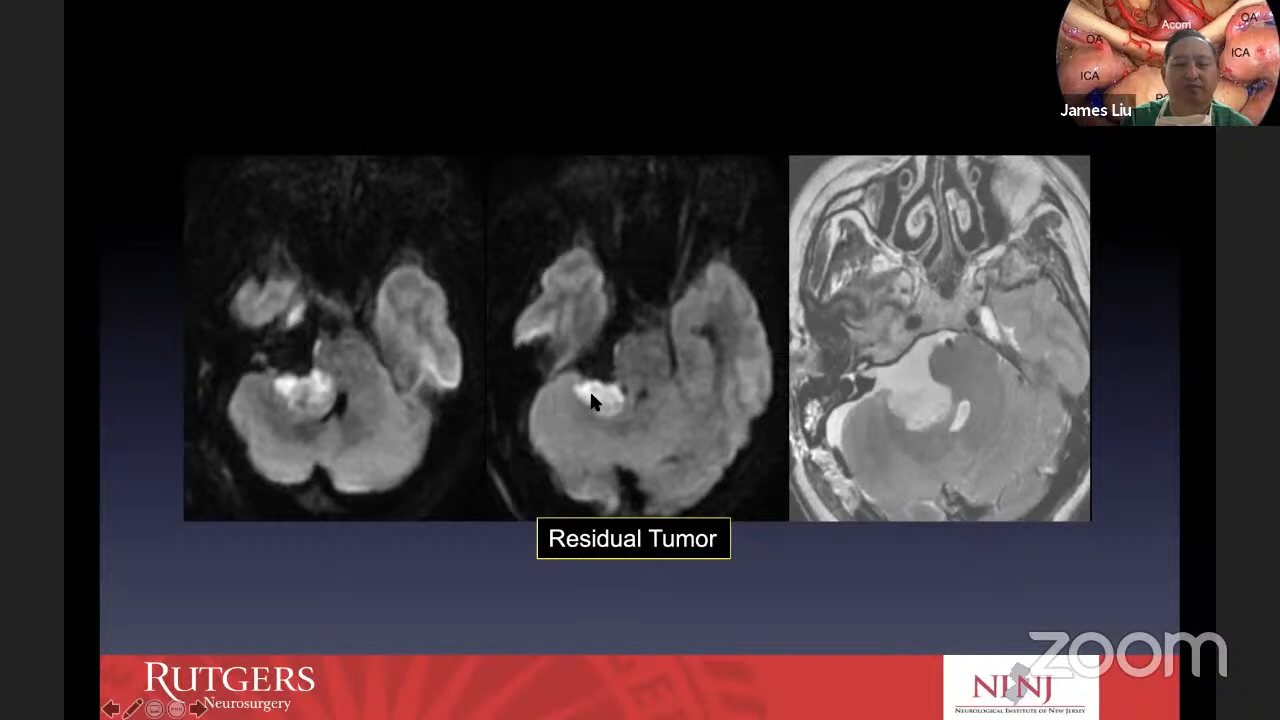 Acom
OA
OA
ICA
ICA
James Liu
Residual Tumor
RUTGERS
Neurosurgery
NINJ
NEUROLOGICAL INSTITUTE OF NEW JERSEY
zoom